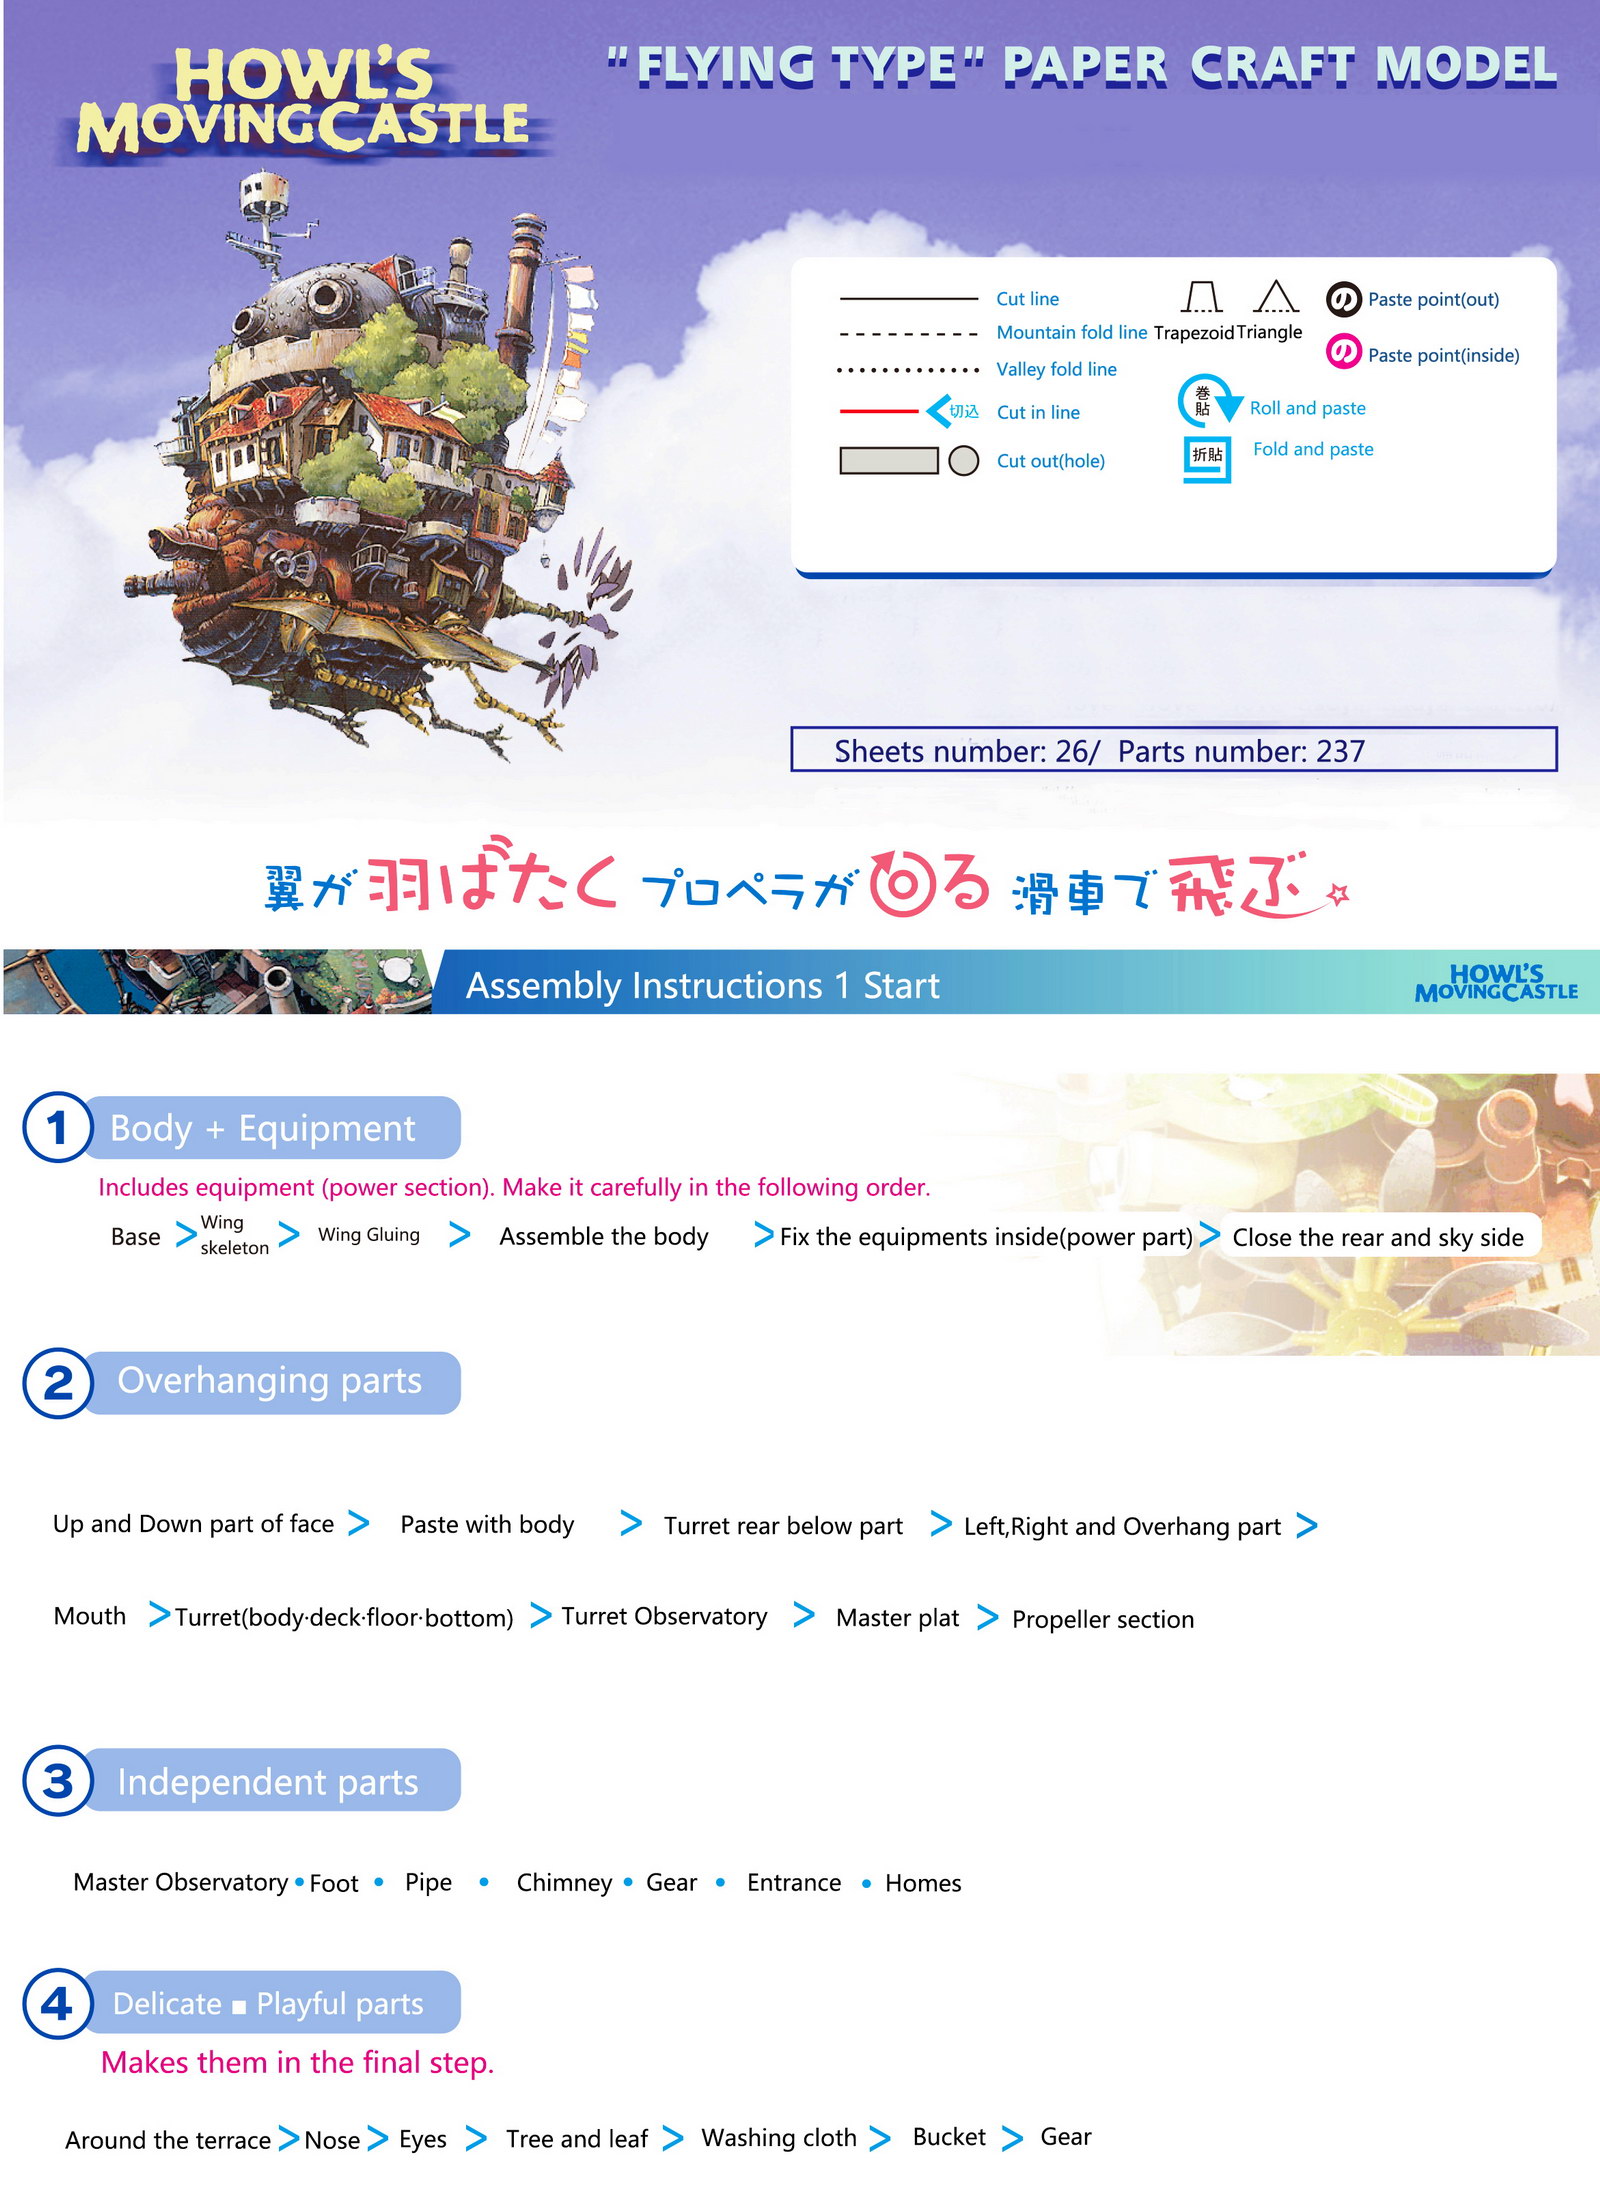 HOWL'S
MOVINGCASTLE
"FLYING TYPE" PAPER CRAFT MODEL
Cut line
Mountain fold line
Valley fold line
切込 Cut in line
Cut out(hole)
Trapezoid Triangle
の Paste point(out)
の Paste point(inside)
巻貼 Roll and paste
折貼 Fold and paste
Sheets number: 26/ Parts number: 237
翼が羽ばたく プロペラが回る 滑車で飛ぶ
Assembly Instructions 1 Start
HOWL'S
MOVINGCASTLE
1 Body + Equipment
Includes equipment (power section). Make it carefully in the following order.
Base > Wing skeleton > Wing Gluing > Assemble the body > Fix the equipments inside(power part) > Close the rear and sky side
2 Overhanging parts
Up and Down part of face > Paste with body > Turret rear below part > Left,Right and Overhang part >
Mouth > Turret(body·deck·floor·bottom) > Turret Observatory > Master plat > Propeller section
3 Independent parts
Master Observatory • Foot • Pipe • Chimney • Gear • Entrance • Homes
4 Delicate ■ Playful parts
Makes them in the final step.
Around the terrace > Nose > Eyes > Tree and leaf > Washing cloth > Bucket > Gear